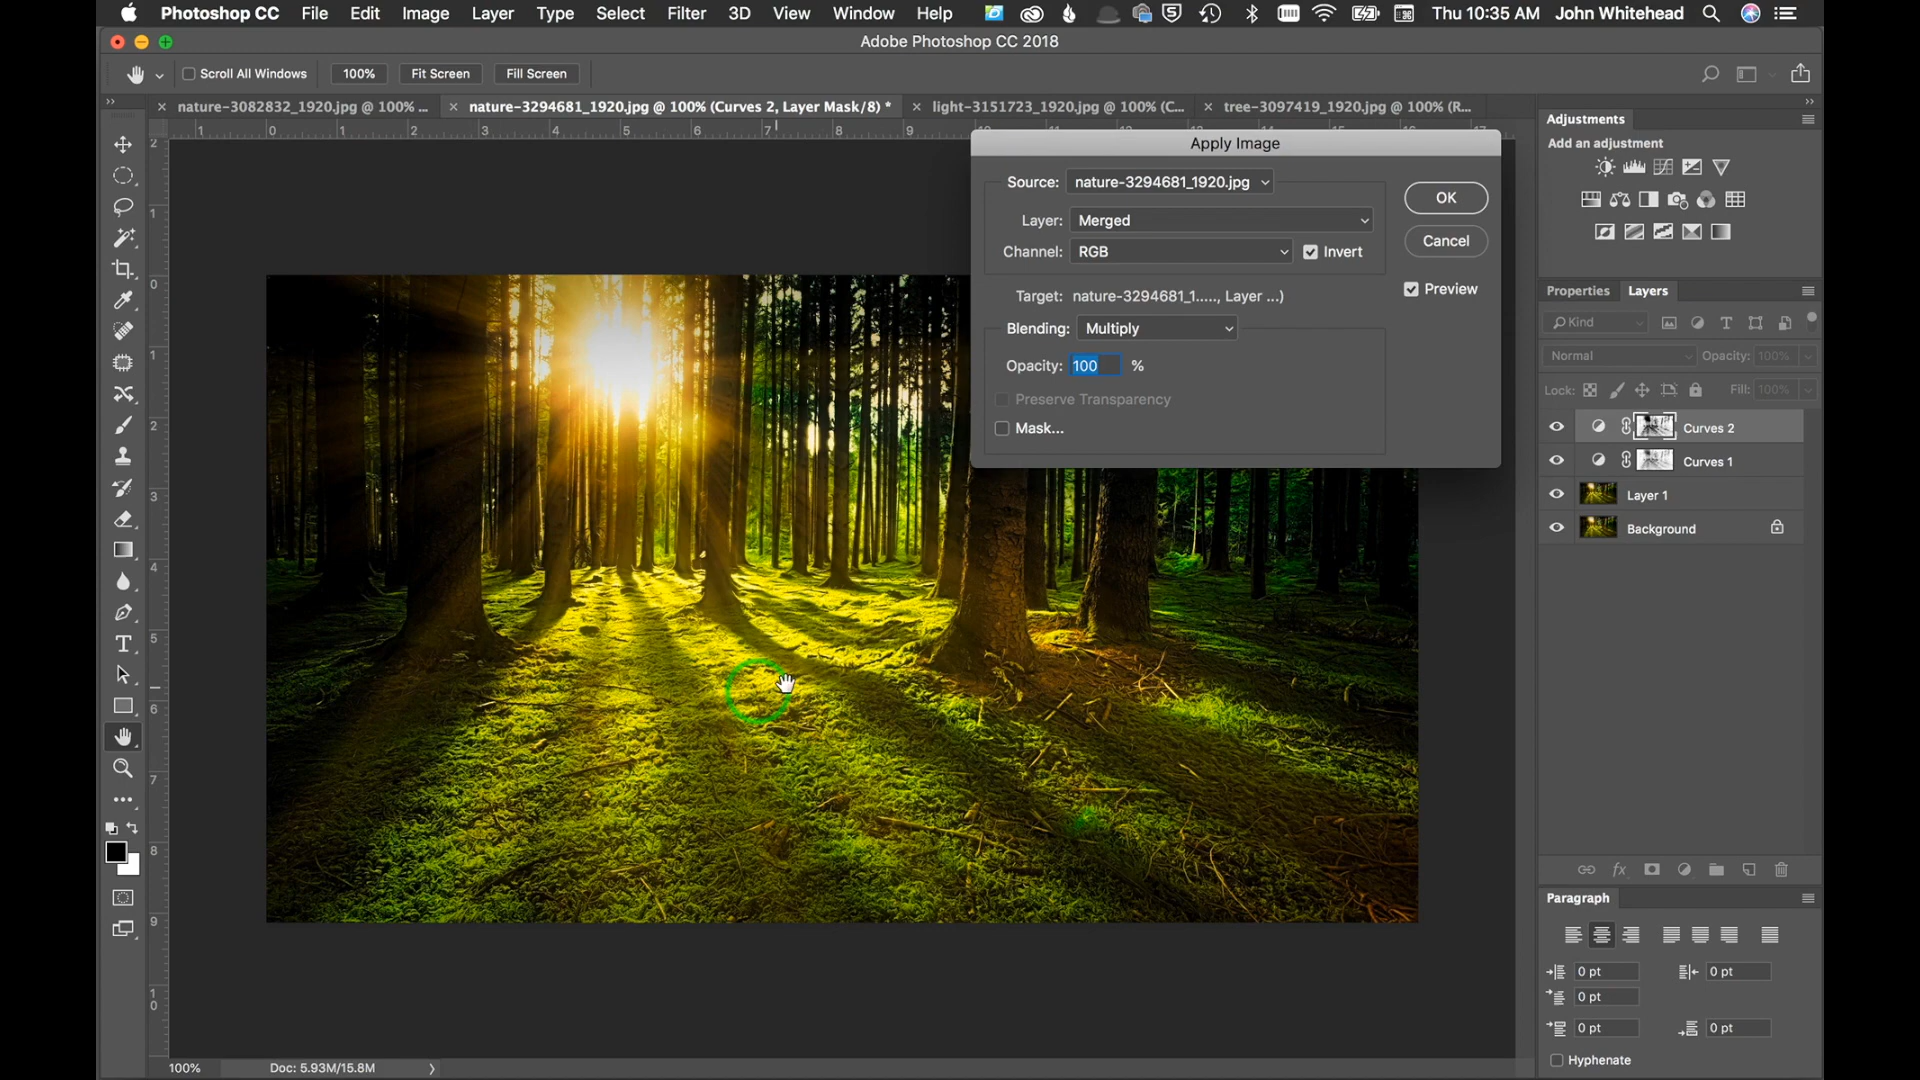 Photoshop CC File Edit Image Layer Type Select Filter 3D View Window Help Thu 10:35 AM John Whitehead
Adobe Photoshop CC 2018
Scroll All Windows 100% Fit Screen Fill Screen
nature-3082832_1920.jpg @ 100% ... nature-3294681_1920.jpg @ 100% (Curves 2, Layer Mask/8) * light-3151723_1920.jpg @ 100% (C... tree-3097419_1920.jpg @ 100% (R...
Apply Image
Source: nature-3294681_1920.jpg
OK
Layer: Merged
Cancel
Channel: RGB Invert
Target: nature-3294681_1....., Layer ...)
Preview
Blending: Multiply
Opacity: 100 %
Preserve Transparency
Mask...
Adjustments
Add an adjustment
Properties Layers
Kind
Normal Opacity: 100%
Lock: Fill: 100%
Curves 2
Curves 1
Layer 1
Background
Paragraph
0 pt 0 pt
0 pt
0 pt 0 pt
Hyphenate
100% Doc: 5.93M/15.8M